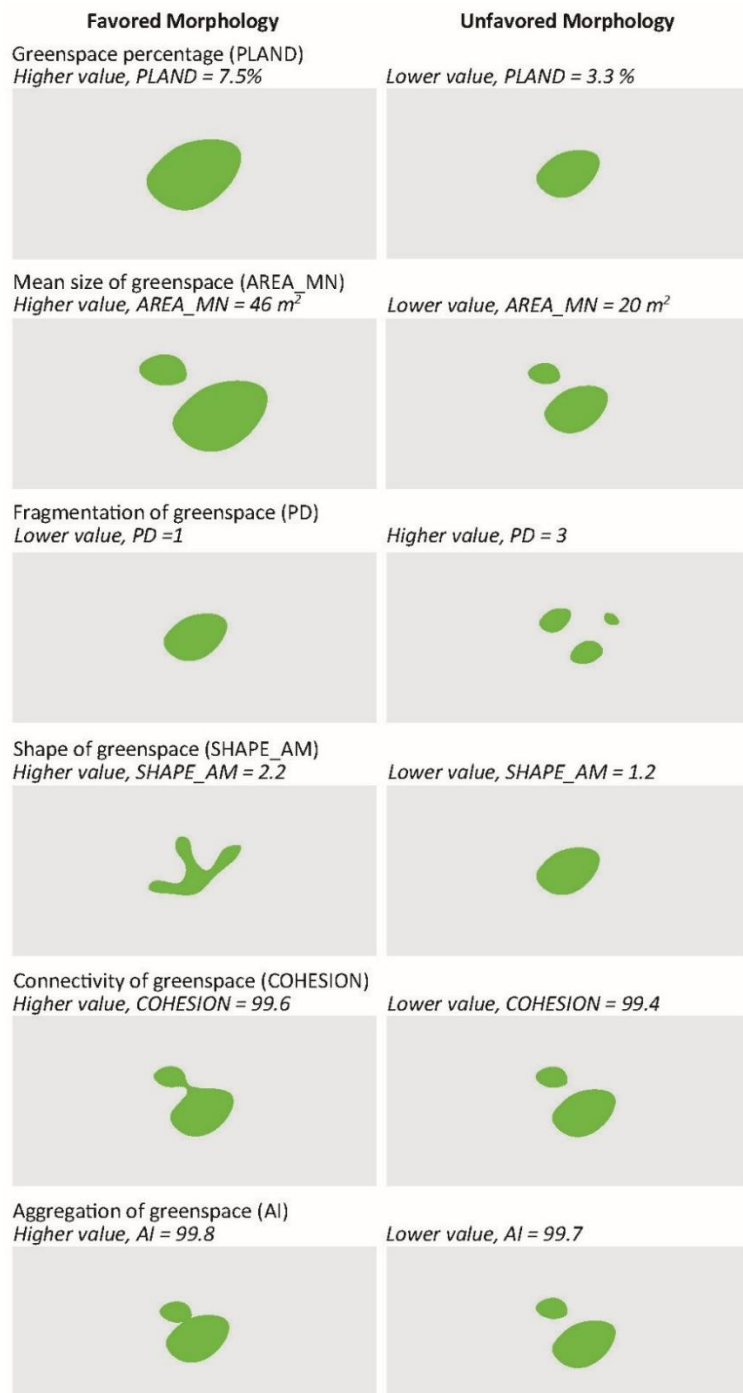 Favored Morphology
Unfavored Morphology
Greenspace percentage (PLAND)
Higher value, PLAND = 7.5%
Lower value, PLAND = 3.3 %
Mean size of greenspace (AREA_MN)
Higher value, AREA_MN = 46 m²
Lower value, AREA_MN = 20 m²
Fragmentation of greenspace (PD)
Lower value, PD =1
Higher value, PD = 3
Shape of greenspace (SHAPE_AM)
Higher value, SHAPE_AM = 2.2
Lower value, SHAPE_AM = 1.2
Connectivity of greenspace (COHESION)
Higher value, COHESION = 99.6
Lower value, COHESION = 99.4
Aggregation of greenspace (AI)
Higher value, AI = 99.8
Lower value, AI = 99.7